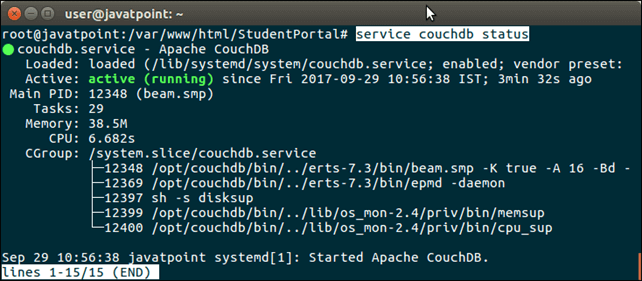 user@javatpoint: ~
root@javatpoint:/var/www/html/StudentPortal# service couchdb status
● couchdb.service - Apache CouchDB
Loaded: loaded (/lib/systemd/system/couchdb.service; enabled; vendor preset:
Active: active (running) since Fri 2017-09-29 10:56:38 IST; 3min 32s ago
Main PID: 12348 (beam.smp)
Tasks: 29
Memory: 38.5M
CPU: 6.682s
CGroup: /system.slice/couchdb.service
├─12348 /opt/couchdb/bin/../erts-7.3/bin/beam.smp -K true -A 16 -Bd -
├─12369 /opt/couchdb/bin/../erts-7.3/bin/epmd -daemon
├─12397 sh -s disksup
├─12399 /opt/couchdb/bin/../lib/os_mon-2.4/priv/bin/memsup
└─12400 /opt/couchdb/bin/../lib/os_mon-2.4/priv/bin/cpu_sup
Sep 29 10:56:38 javatpoint systemd[1]: Started Apache CouchDB.
lines 1-15/15 (END)